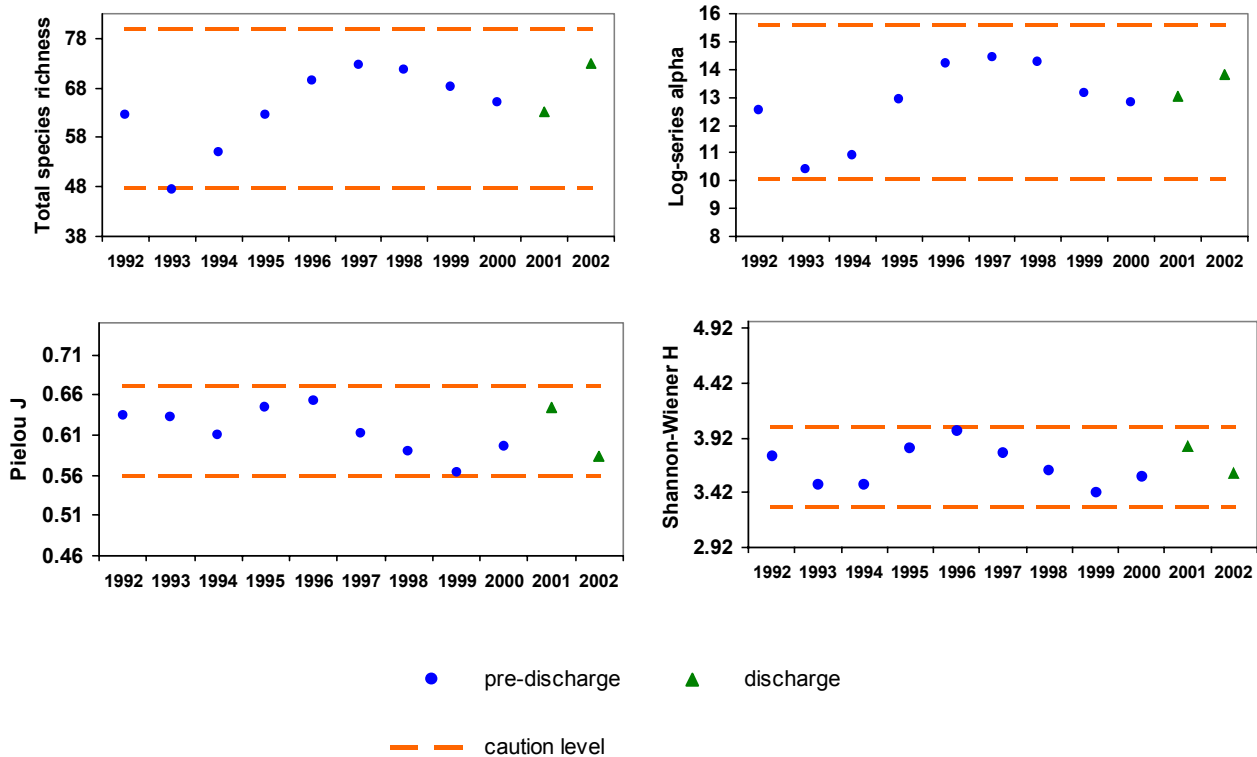 Total species richness
78
68
58
48
38
1992 1993 1994 1995 1996 1997 1998 1999 2000 2001 2002
Log-series alpha
16
15
14
13
12
11
10
9
8
1992 1993 1994 1995 1996 1997 1998 1999 2000 2001 2002
Pielou J
0.71
0.66
0.61
0.56
0.51
0.46
1992 1993 1994 1995 1996 1997 1998 1999 2000 2001 2002
Shannon-Wiener H
4.92
4.42
3.92
3.42
2.92
1992 1993 1994 1995 1996 1997 1998 1999 2000 2001 2002
pre-discharge
discharge
caution level